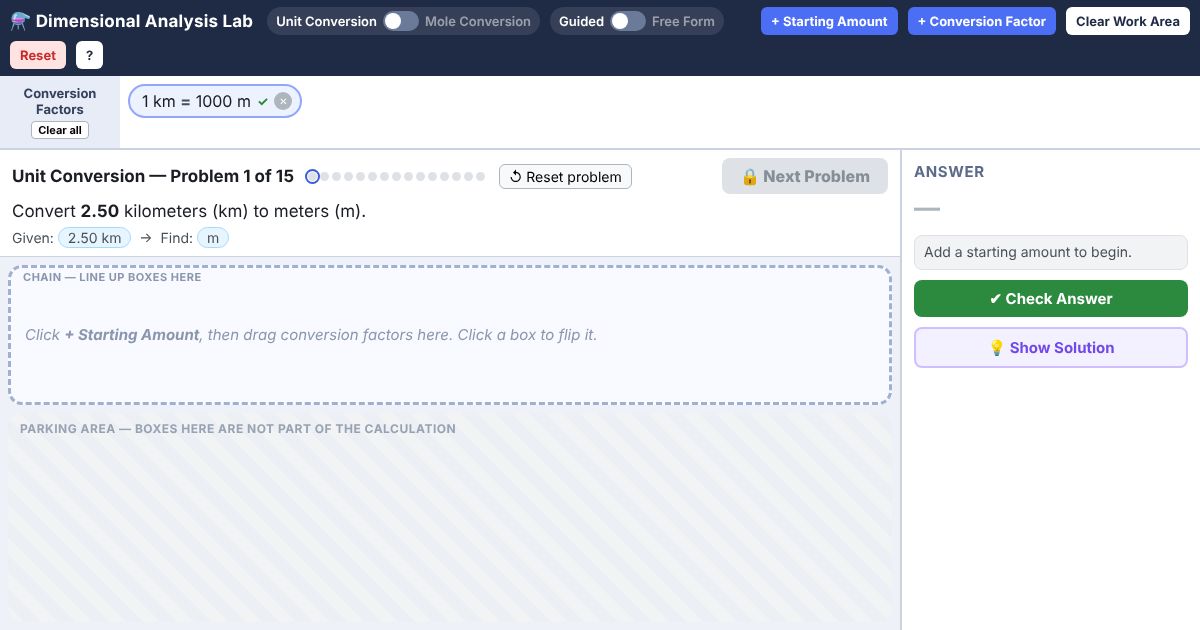 Dimensional Analysis Lab
Unit Conversion Mole Conversion
Guided Free Form
+ Starting Amount
+ Conversion Factor
Clear Work Area
Reset
?
Conversion
Factors
Clear all
1 km = 1000 m ✓ ×
Unit Conversion — Problem 1 of 15
↺ Reset problem
🔒 Next Problem
Convert 2.50 kilometers (km) to meters (m).
Given: 2.50 km → Find: m
CHAIN — LINE UP BOXES HERE
Click + Starting Amount, then drag conversion factors here. Click a box to flip it.
PARKING AREA — BOXES HERE ARE NOT PART OF THE CALCULATION
ANSWER
—
Add a starting amount to begin.
✔ Check Answer
💡 Show Solution